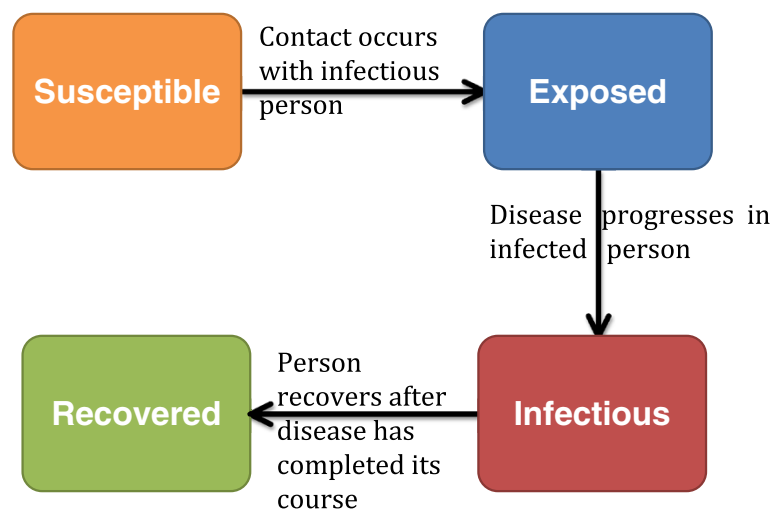 Susceptible
Contact occurs
with infectious
person
Exposed
Disease progresses in
infected person
Infectious
Person
recovers after
disease has
completed its
course
Recovered